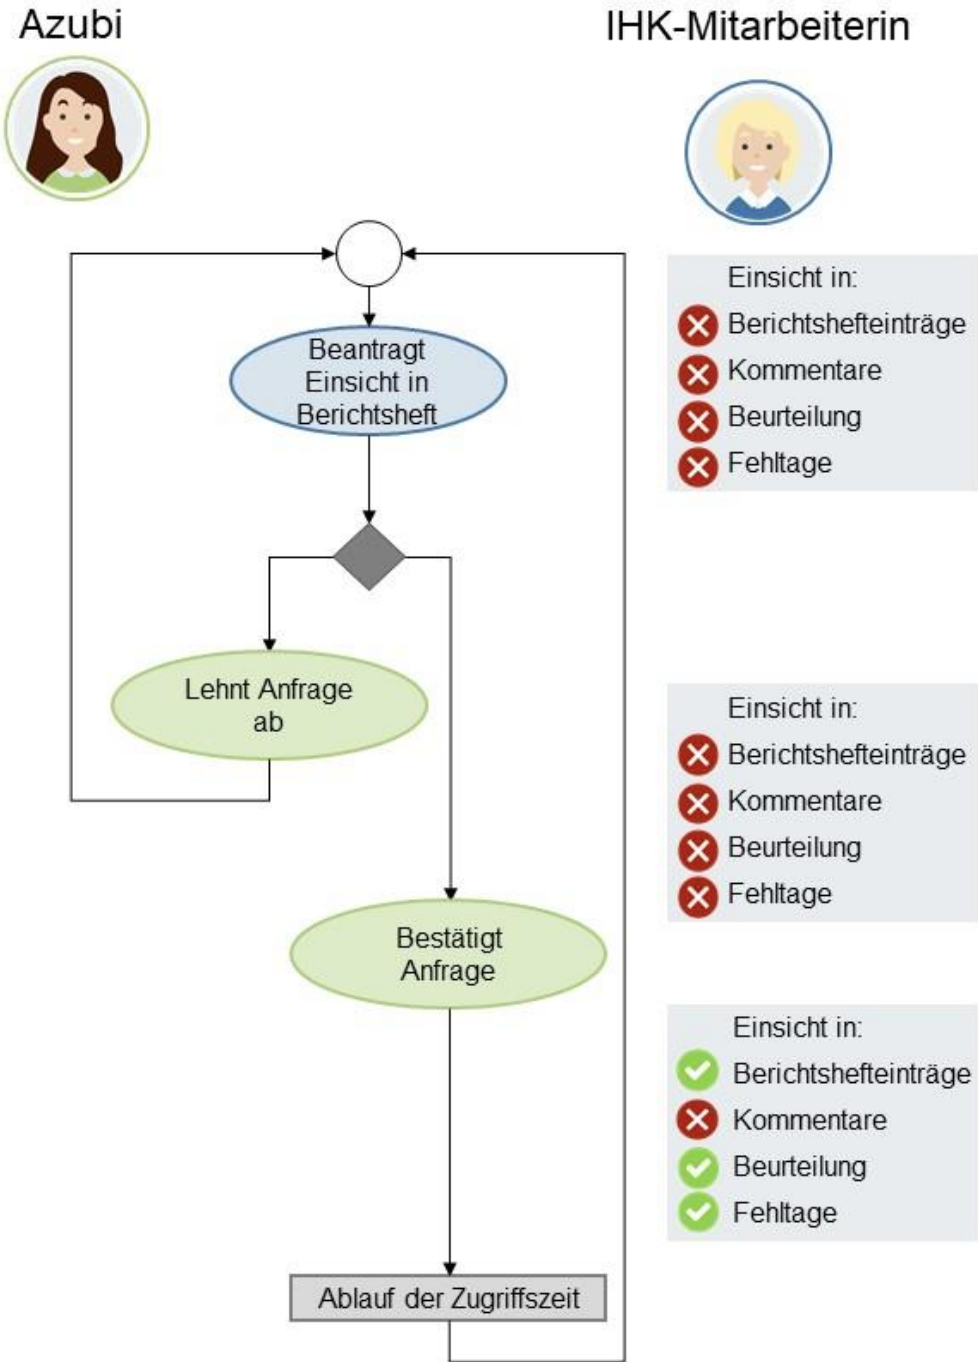 Azubi
IHK-Mitarbeiterin
Beantragt
Einsicht in
Berichtsheft
Einsicht in:
Berichtshefteinträge
Kommentare
Beurteilung
Fehltage
Lehnt Anfrage
ab
Einsicht in:
Berichtshefteinträge
Kommentare
Beurteilung
Fehltage
Bestätigt
Anfrage
Einsicht in:
Berichtshefteinträge
Kommentare
Beurteilung
Fehltage
Ablauf der Zugriffszeit